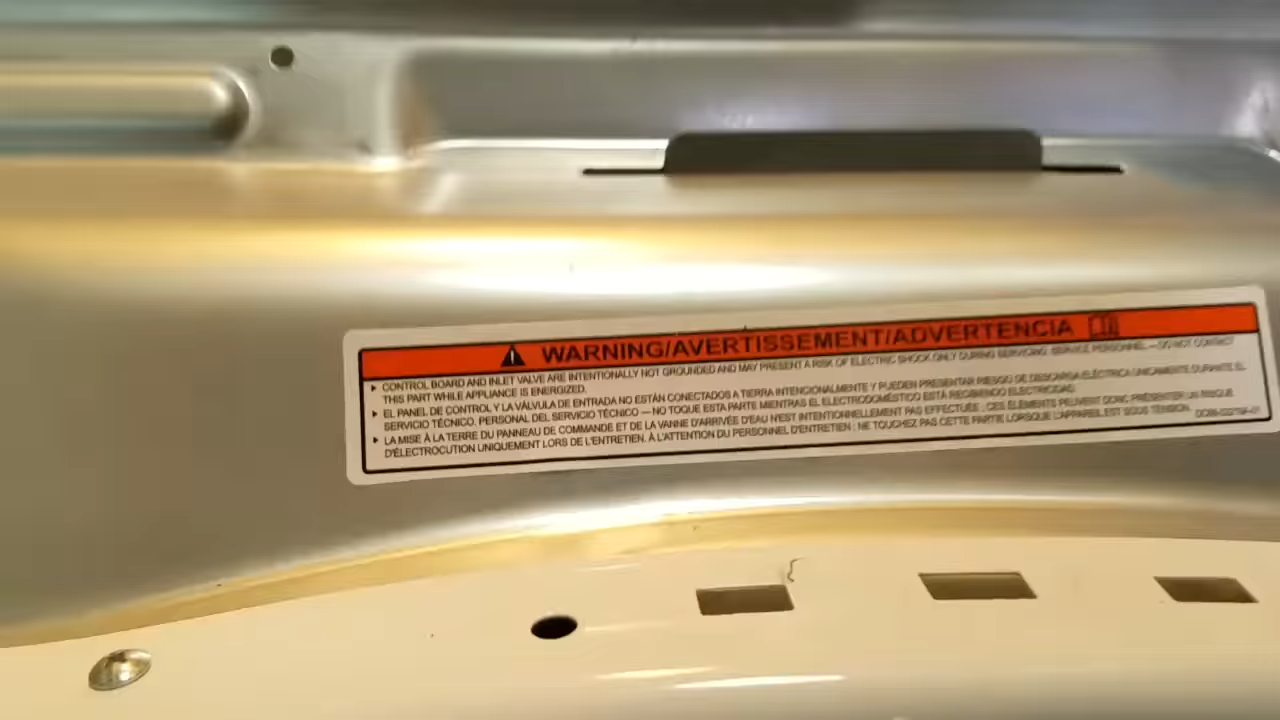 WARNING/AVERTISSEMENT/ADVERTENCIA
CONTROL BOARD AND INLET VALVE ARE INTENTIONALLY NOT GROUNDED AND MAY PRESENT A RISK OF ELECTRIC SHOCK ONLY DURING SERVICING. SERVICE PERSONNEL — DO NOT CONTACT
THIS PART WHILE APPLIANCE IS ENERGIZED.
EL PANEL DE CONTROL Y LA VÁLVULA DE ENTRADA NO ESTÁN CONECTADOS A TIERRA INTENCIONALMENTE Y PUEDEN PRESENTAR RIESGO DE DESCARGA ELÉCTRICA ÚNICAMENTE DURANTE EL
SERVICIO TÉCNICO. PERSONAL DEL SERVICIO TÉCNICO — NO TOQUE ESTA PARTE MIENTRAS EL ELECTRODOMÉSTICO ESTÁ RECIBIENDO ELECTRICIDAD.
LA MISE À LA TERRE DU PANNEAU DE COMMANDE ET DE LA VANNE D'ARRIVÉE D'EAU N'EST INTENTIONNELLEMENT PAS EFFECTUÉE ; CES ÉLÉMENTS PEUVENT DONC PRÉSENTER UN RISQUE
D'ÉLECTROCUTION UNIQUEMENT LORS DE L'ENTRETIEN. À L'ATTENTION DU PERSONNEL D'ENTRETIEN : NE TOUCHEZ PAS CETTE PARTIE LORSQUE L'APPAREIL EST SOUS TENSION.